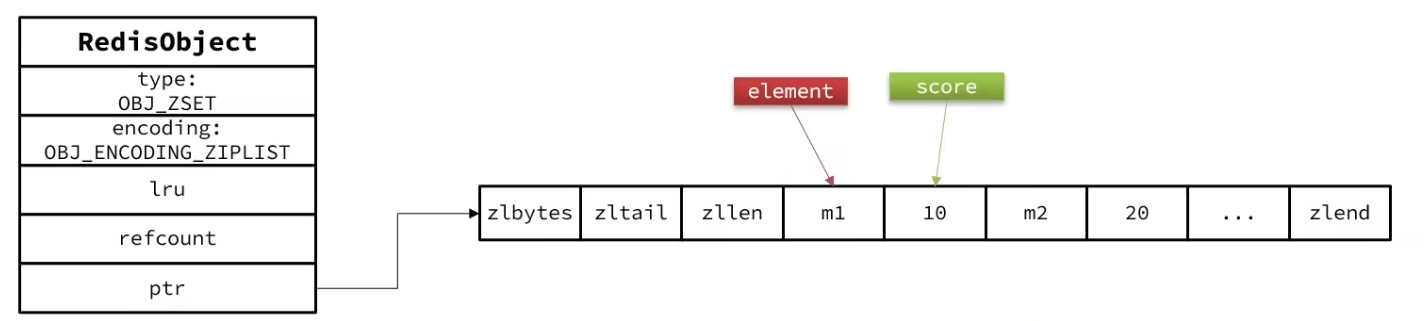 RedisObject
type:
OBJ_ZSET
encoding:
OBJ_ENCODING_ZIPLIST
lru
refcount
ptr
element
score
zlbytes zltail zllen m1 10 m2 20 ... zlend